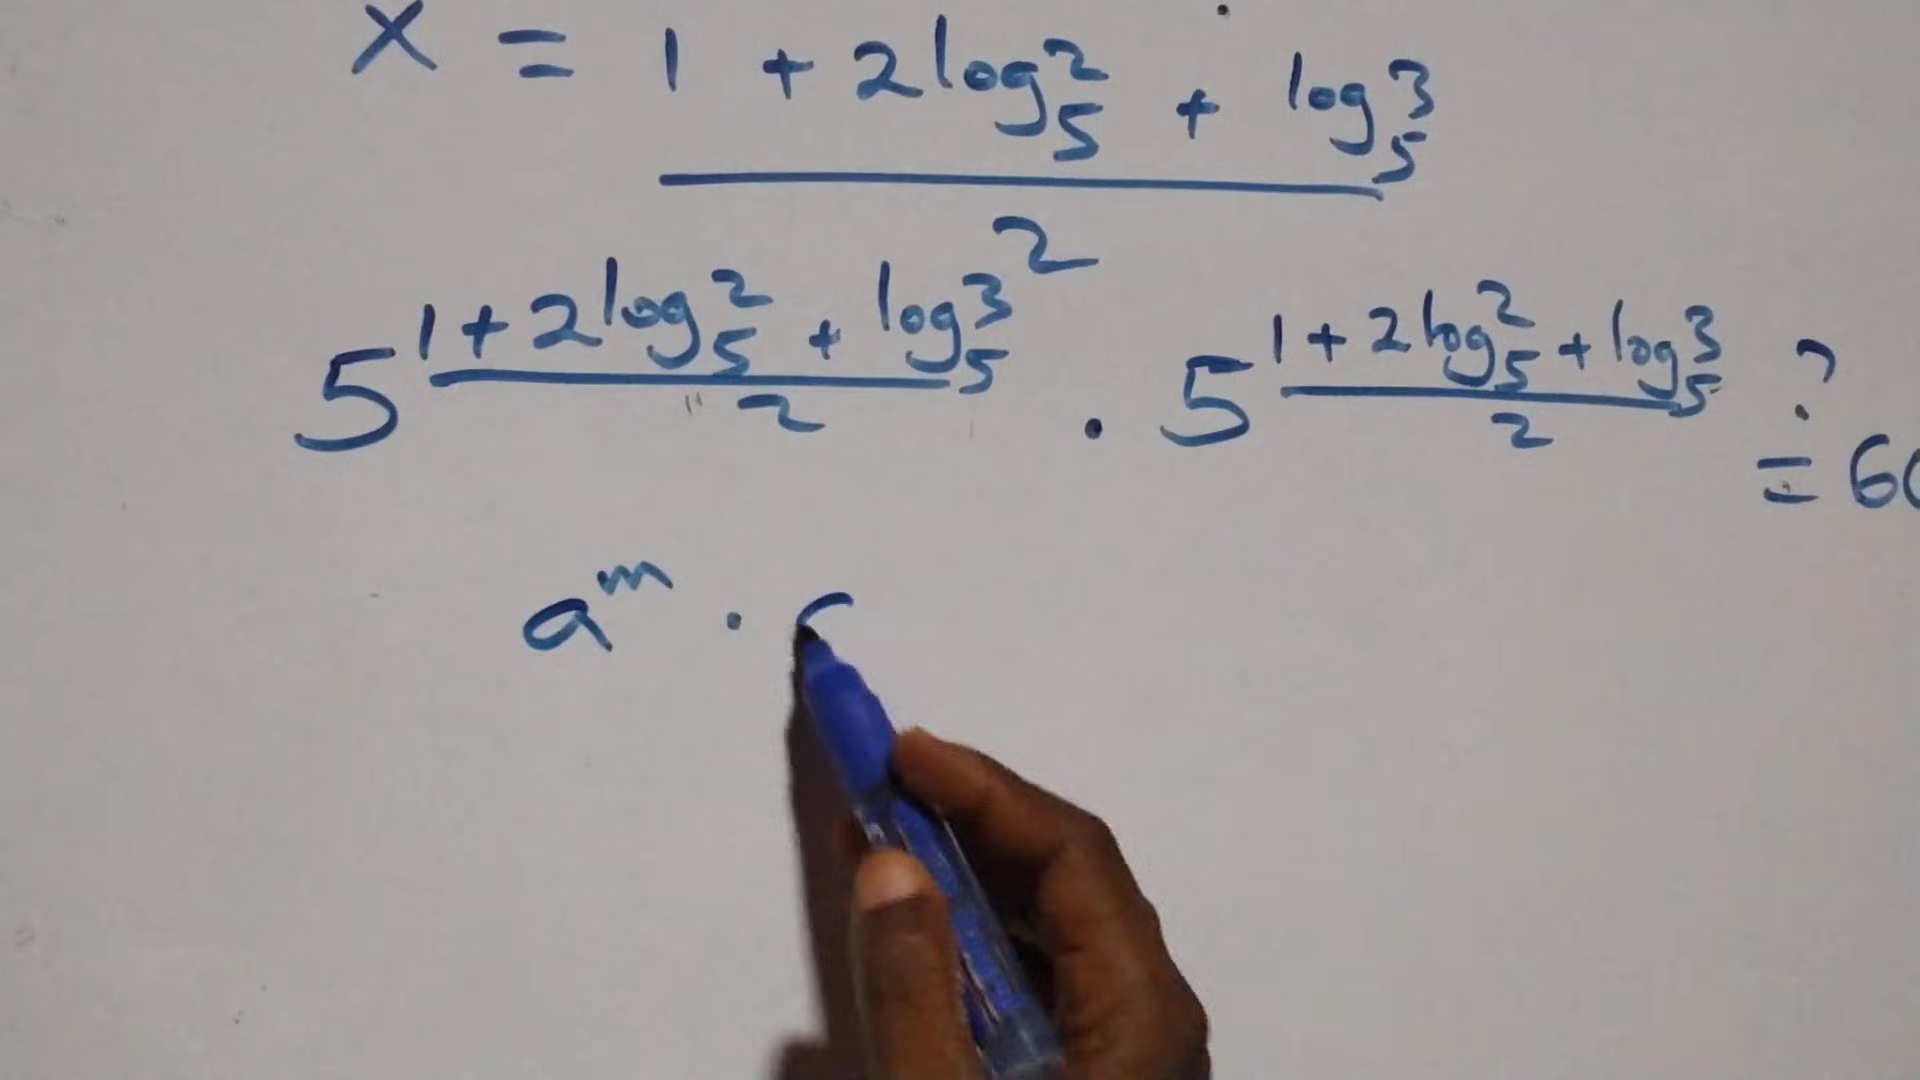 x = 1 + 2log₅2 + log₅3
2
5^((1 + 2log₅2 + log₅3)/2) · 5^((1 + 2log₅2 + log₅3)/2) ≟ 6
a^m ·